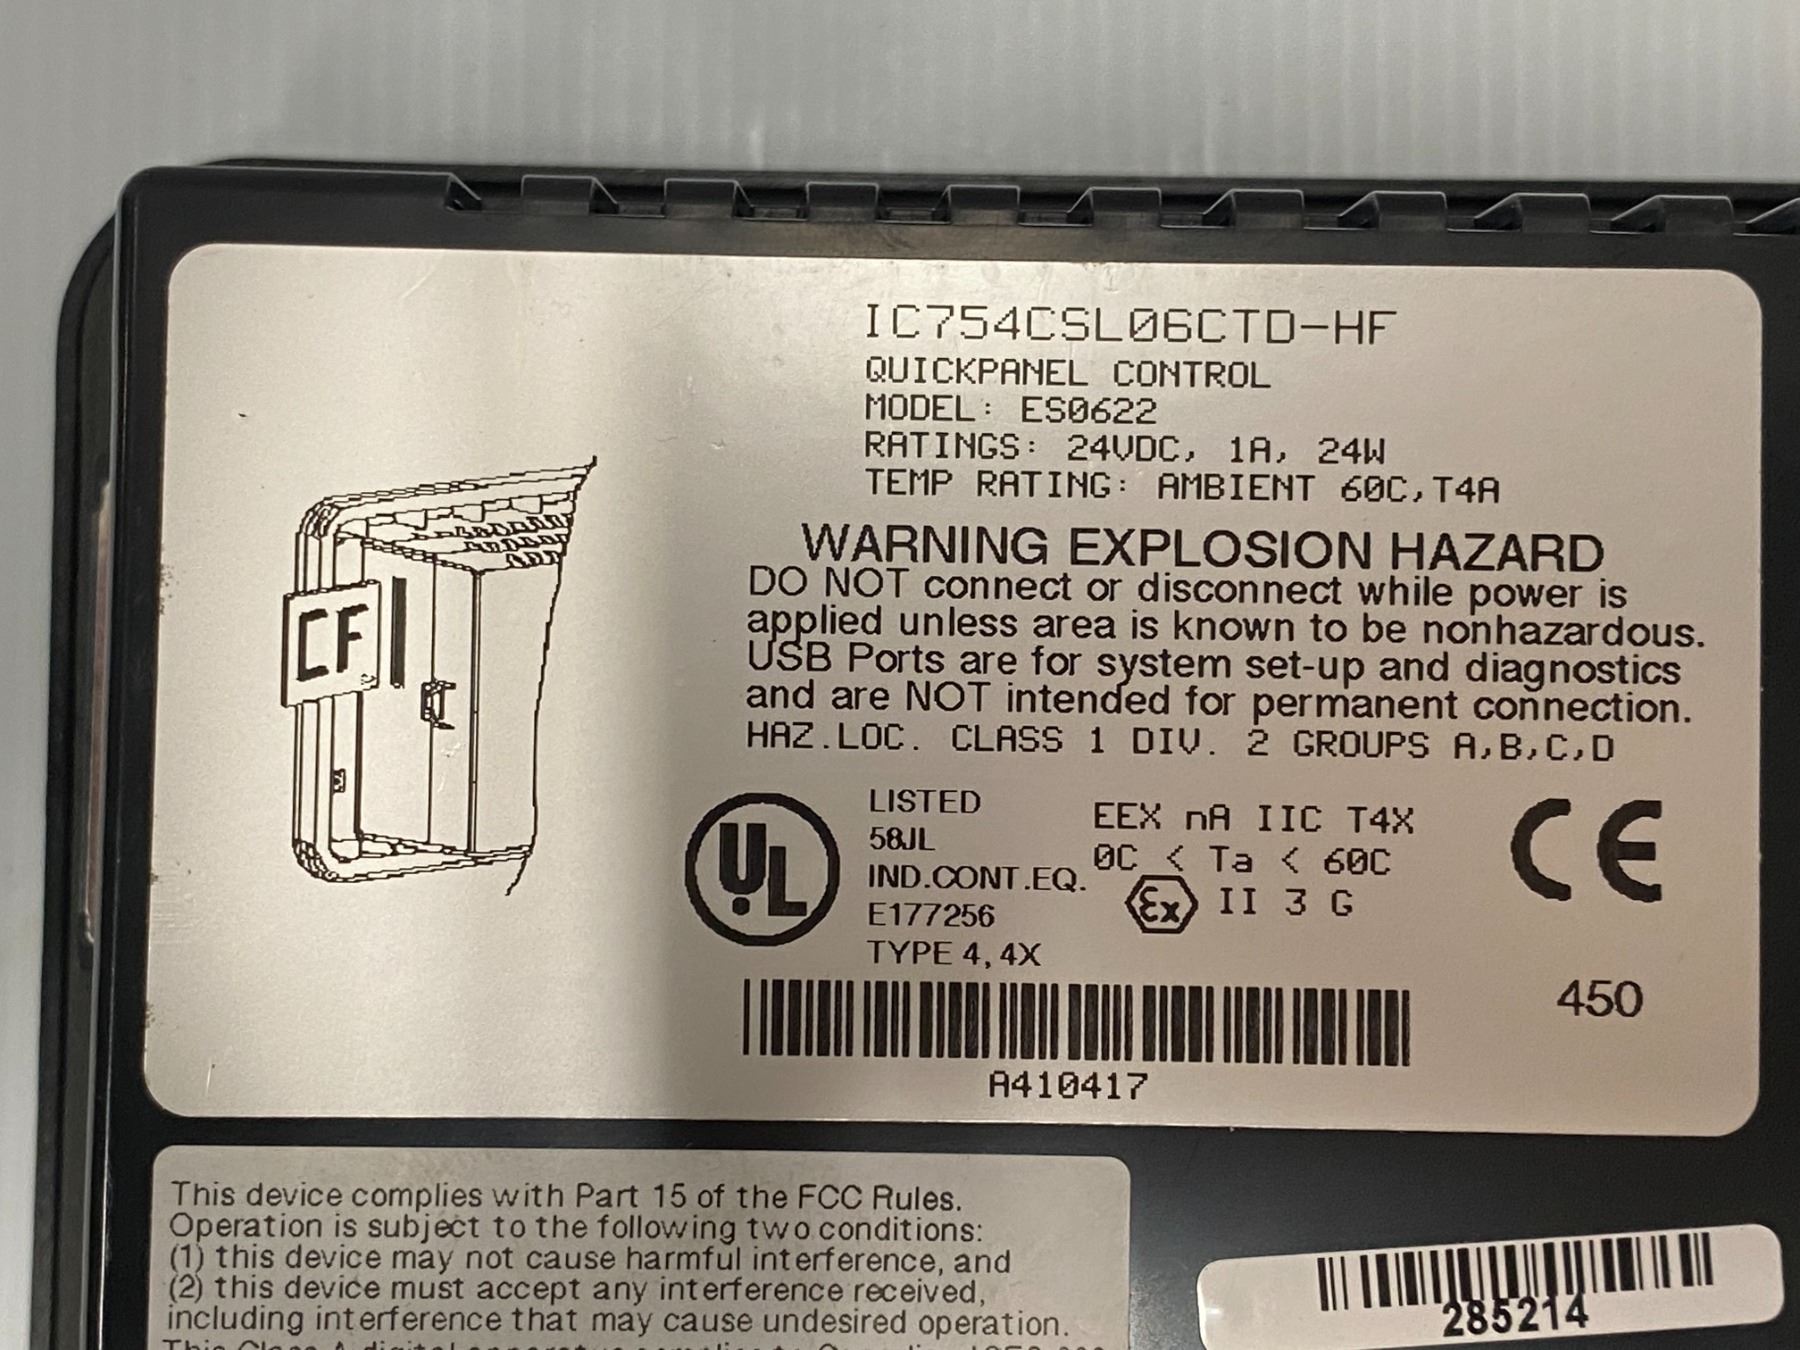 IC754CSL06CTD-HF
QUICKPANEL CONTROL
MODEL: ES0622
RATINGS: 24VDC, 1A, 24W
TEMP RATING: AMBIENT 60C,T4A
WARNING EXPLOSION HAZARD
DO NOT connect or disconnect while power is
applied unless area is known to be nonhazardous.
USB Ports are for system set-up and diagnostics
and are NOT intended for permanent connection.
HAZ.LOC. CLASS 1 DIV. 2 GROUPS A,B,C,D
CF
UL
LISTED
58JL
IND.CONT.EQ.
E177256
TYPE 4, 4X
EEX nA IIC T4X
0C < Ta < 60C
Ex II 3 G
CE
450
A410417
This device complies with Part 15 of the FCC Rules.
Operation is subject to the following two conditions:
(1) this device may not cause harmful interference, and
(2) this device must accept any interference received,
including interference that may cause undesired operation.
This Class A digital apparatus complies
285214